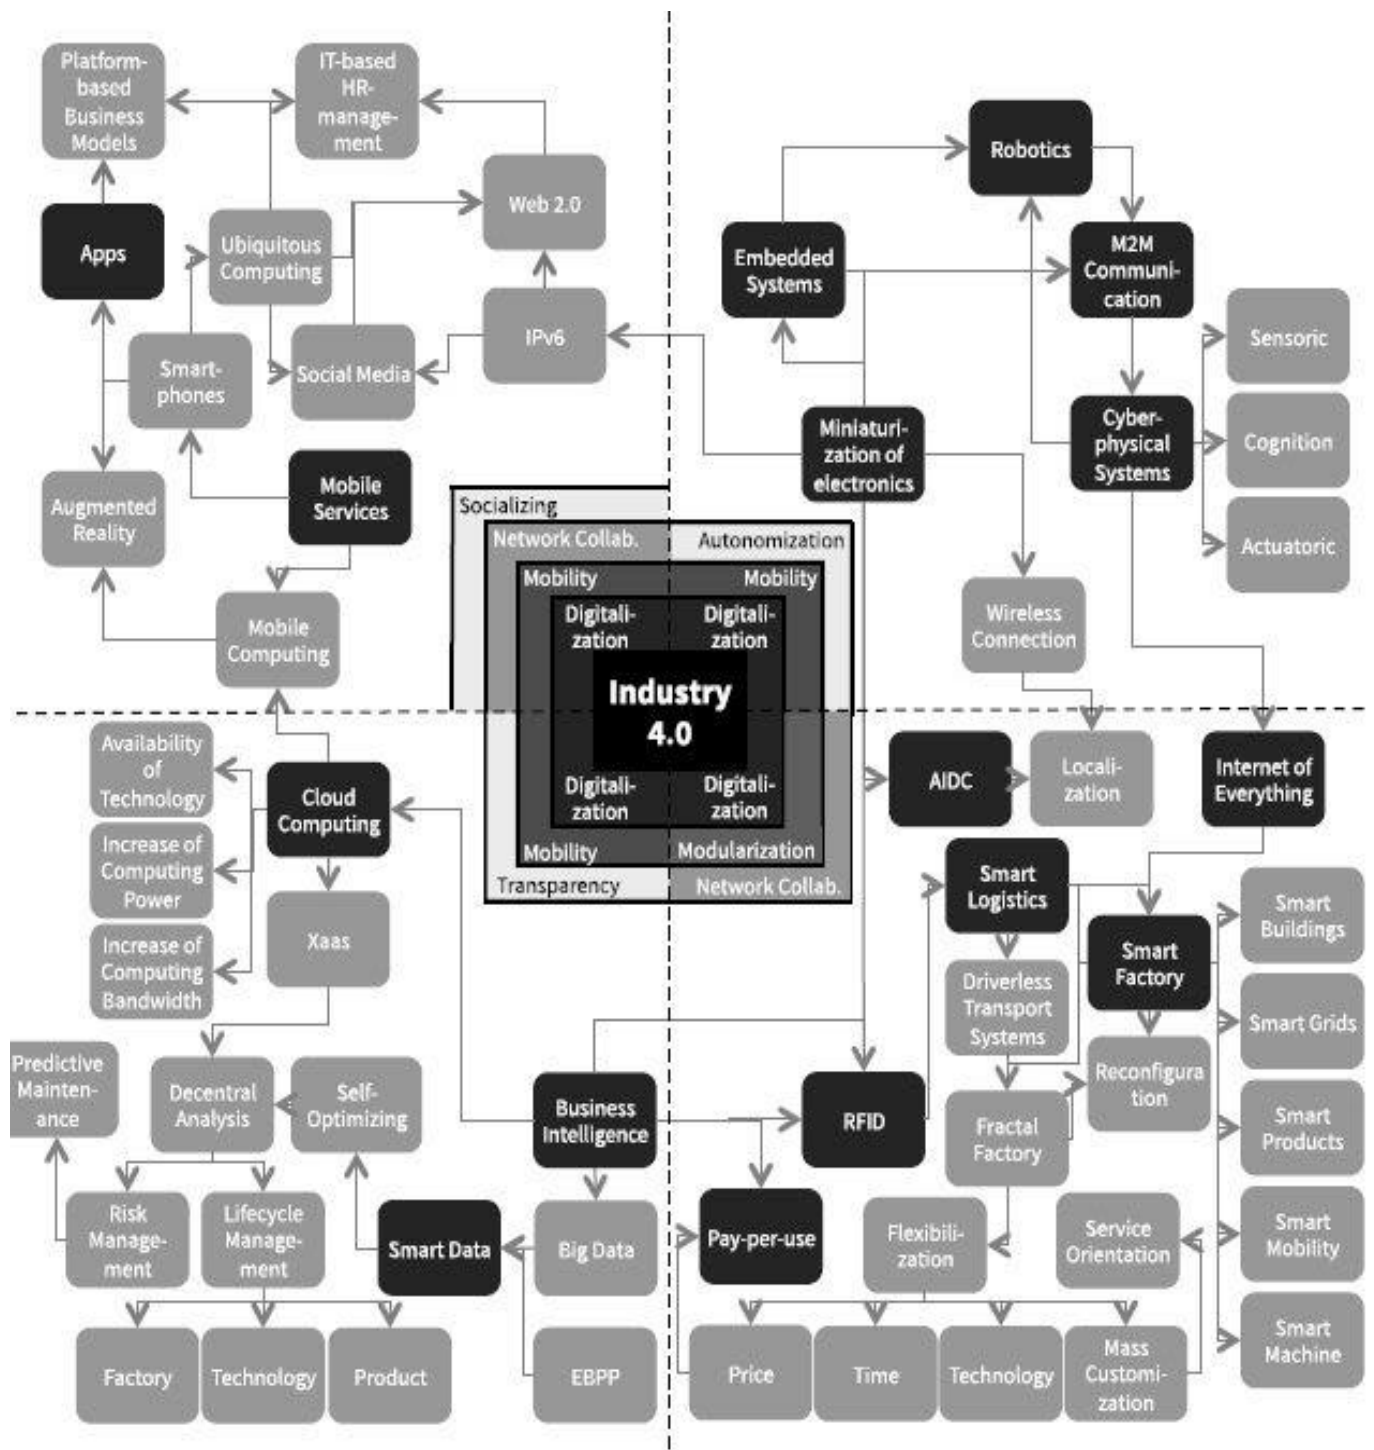 Platform-
based
Business
Models
IT-based
HR-
manage-
ment
Apps
Ubiquitous
Computing
Web 2.0
Smart-
phones
Social Media
IPv6
Augmented
Reality
Mobile
Services
Mobile
Computing
Robotics
Embedded
Systems
M2M
Communi-
cation
Sensoric
Miniaturi-
zation of
electronics
Cyber-
physical
Systems
Cognition
Actuatoric
Wireless
Connection
Socializing
Network Collab.
Autonomization
Mobility
Mobility
Digitali-
zation
Digitali-
zation
Industry
4.0
Digitali-
zation
Digitali-
zation
Mobility
Modularization
Transparency
Network Collab.
Availability
of
Technology
Cloud
Computing
Increase of
Computing
Power
Xaas
Increase of
Computing
Bandwidth
Predictive
Mainten-
ance
Decentral
Analysis
Self-
Optimizing
Business
Intelligence
Risk
Manage-
ment
Lifecycle
Manage-
ment
Smart Data
Big Data
Factory
Technology
Product
EBPP
AIDC
Locali-
zation
Internet of
Everything
Smart
Logistics
Smart
Factory
Smart
Buildings
Driverless
Transport
Systems
Smart Grids
Reconfigura
tion
RFID
Fractal
Factory
Smart
Products
Pay-per-use
Flexibili-
zation
Service
Orientation
Smart
Mobility
Price
Time
Technology
Mass
Customi-
zation
Smart
Machine